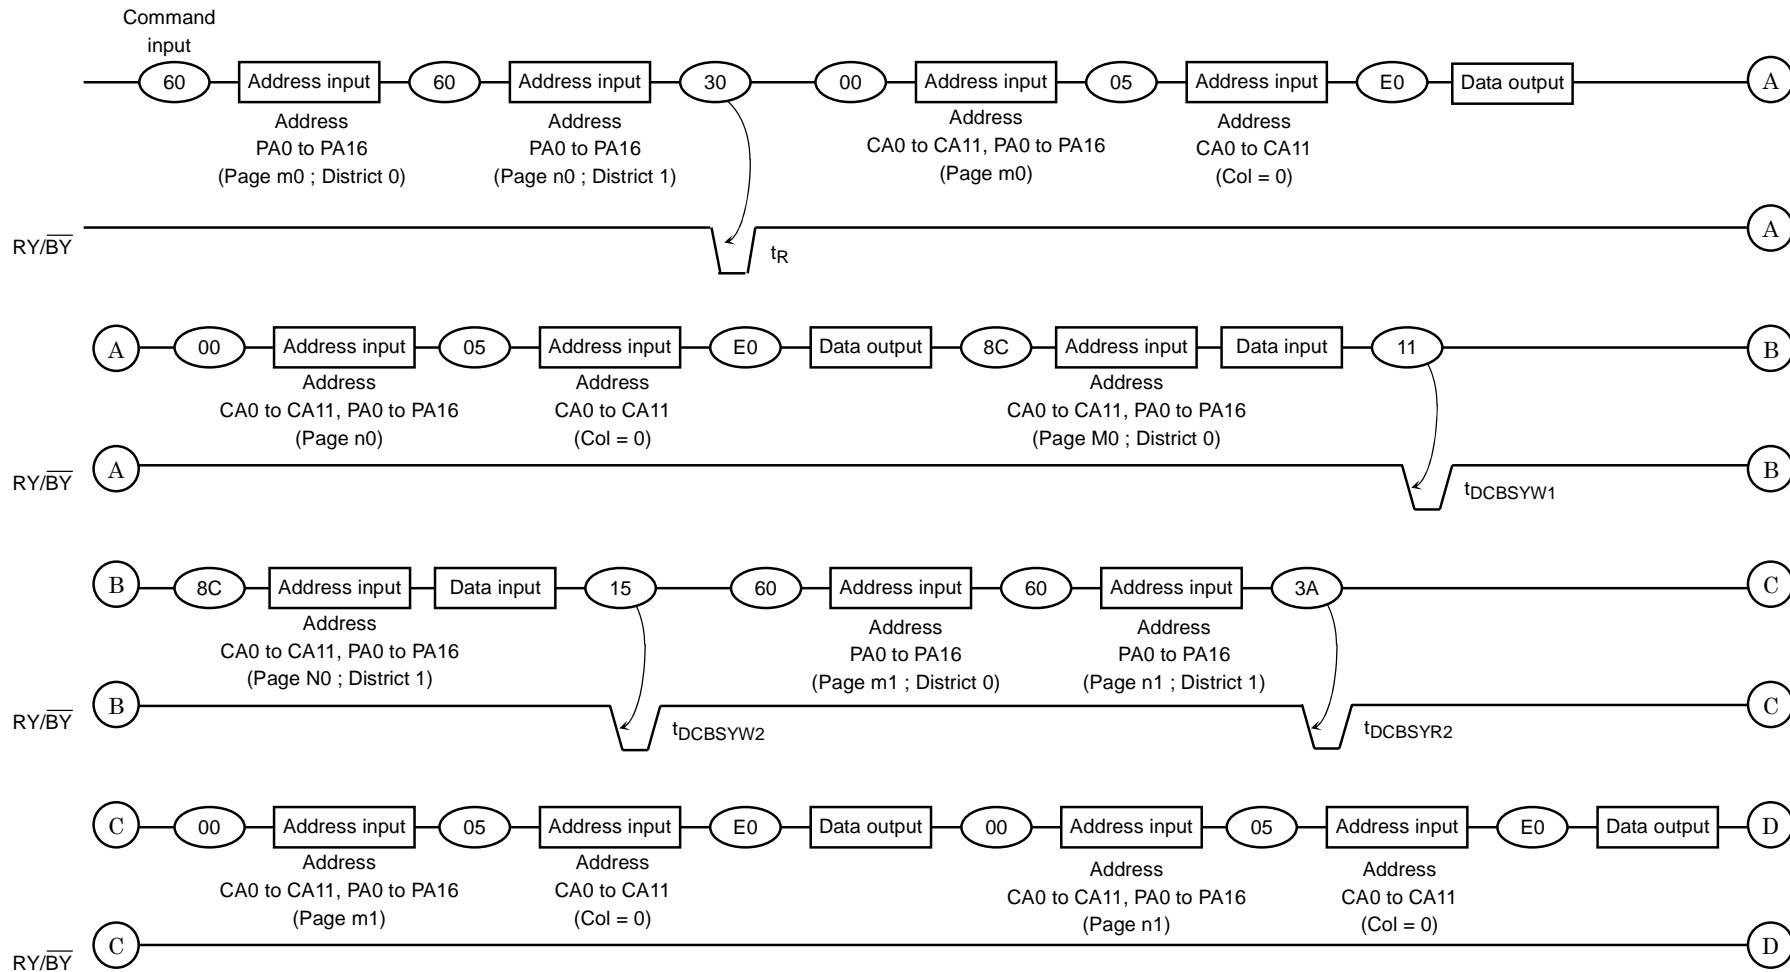 Command
input
60 Address input 60 Address input 30 00 Address input 05 Address input E0 Data output A
Address
PA0 to PA16
(Page m0 ; District 0)
Address
PA0 to PA16
(Page n0 ; District 1)
Address
CA0 to CA11, PA0 to PA16
(Page m0)
Address
CA0 to CA11
(Col = 0)
RY/BY tR A
A 00 Address input 05 Address input E0 Data output 8C Address input Data input 11 B
Address
CA0 to CA11, PA0 to PA16
(Page n0)
Address
CA0 to CA11
(Col = 0)
Address
CA0 to CA11, PA0 to PA16
(Page M0 ; District 0)
RY/BY A tDCBSYW1 B
B 8C Address input Data input 15 60 Address input 60 Address input 3A C
Address
CA0 to CA11, PA0 to PA16
(Page N0 ; District 1)
Address
PA0 to PA16
(Page m1 ; District 0)
Address
PA0 to PA16
(Page n1 ; District 1)
RY/BY B tDCBSYW2 tDCBSYR2 C
C 00 Address input 05 Address input E0 Data output 00 Address input 05 Address input E0 Data output D
Address
CA0 to CA11, PA0 to PA16
(Page m1)
Address
CA0 to CA11
(Col = 0)
Address
CA0 to CA11, PA0 to PA16
(Page n1)
Address
CA0 to CA11
(Col = 0)
RY/BY C D